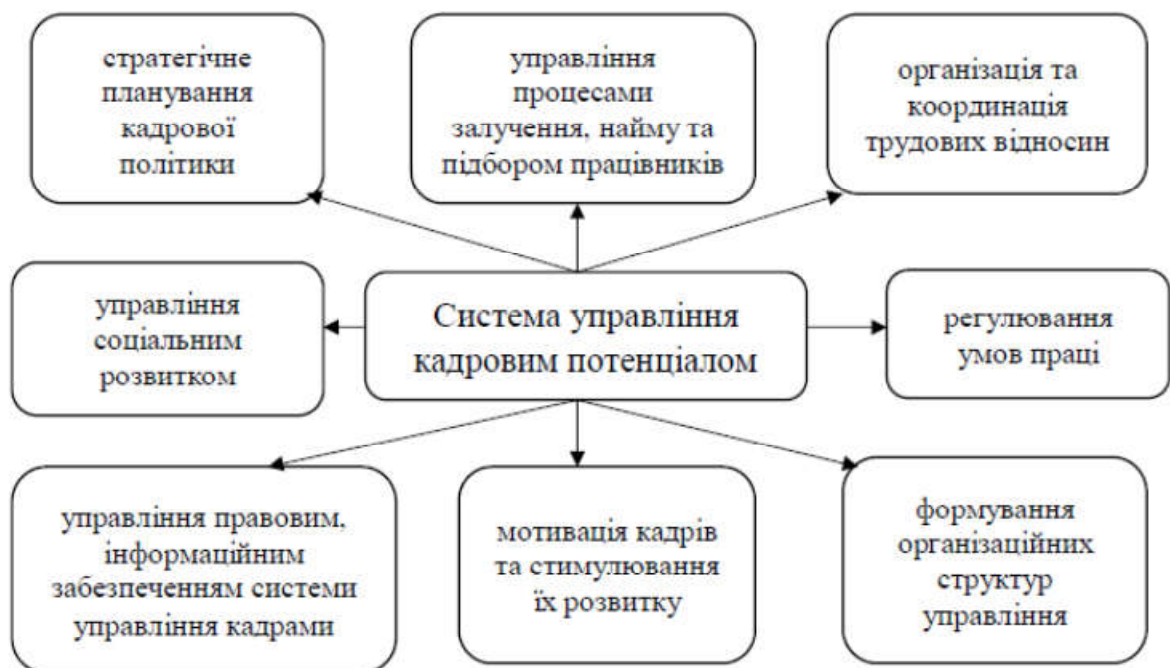 стратегічне
планування
кадрової
політики
управління
процесами
залучення, найму та
підбором працівників
організація та
координація
трудових відносин
управління
соціальним
розвитком
Система управління
кадровим потенціалом
регулювання
умов праці
управління правовим,
інформаційним
забезпеченням системи
управління кадрами
мотивація кадрів
та стимулювання
їх розвитку
формування
організаційних
структур
управління